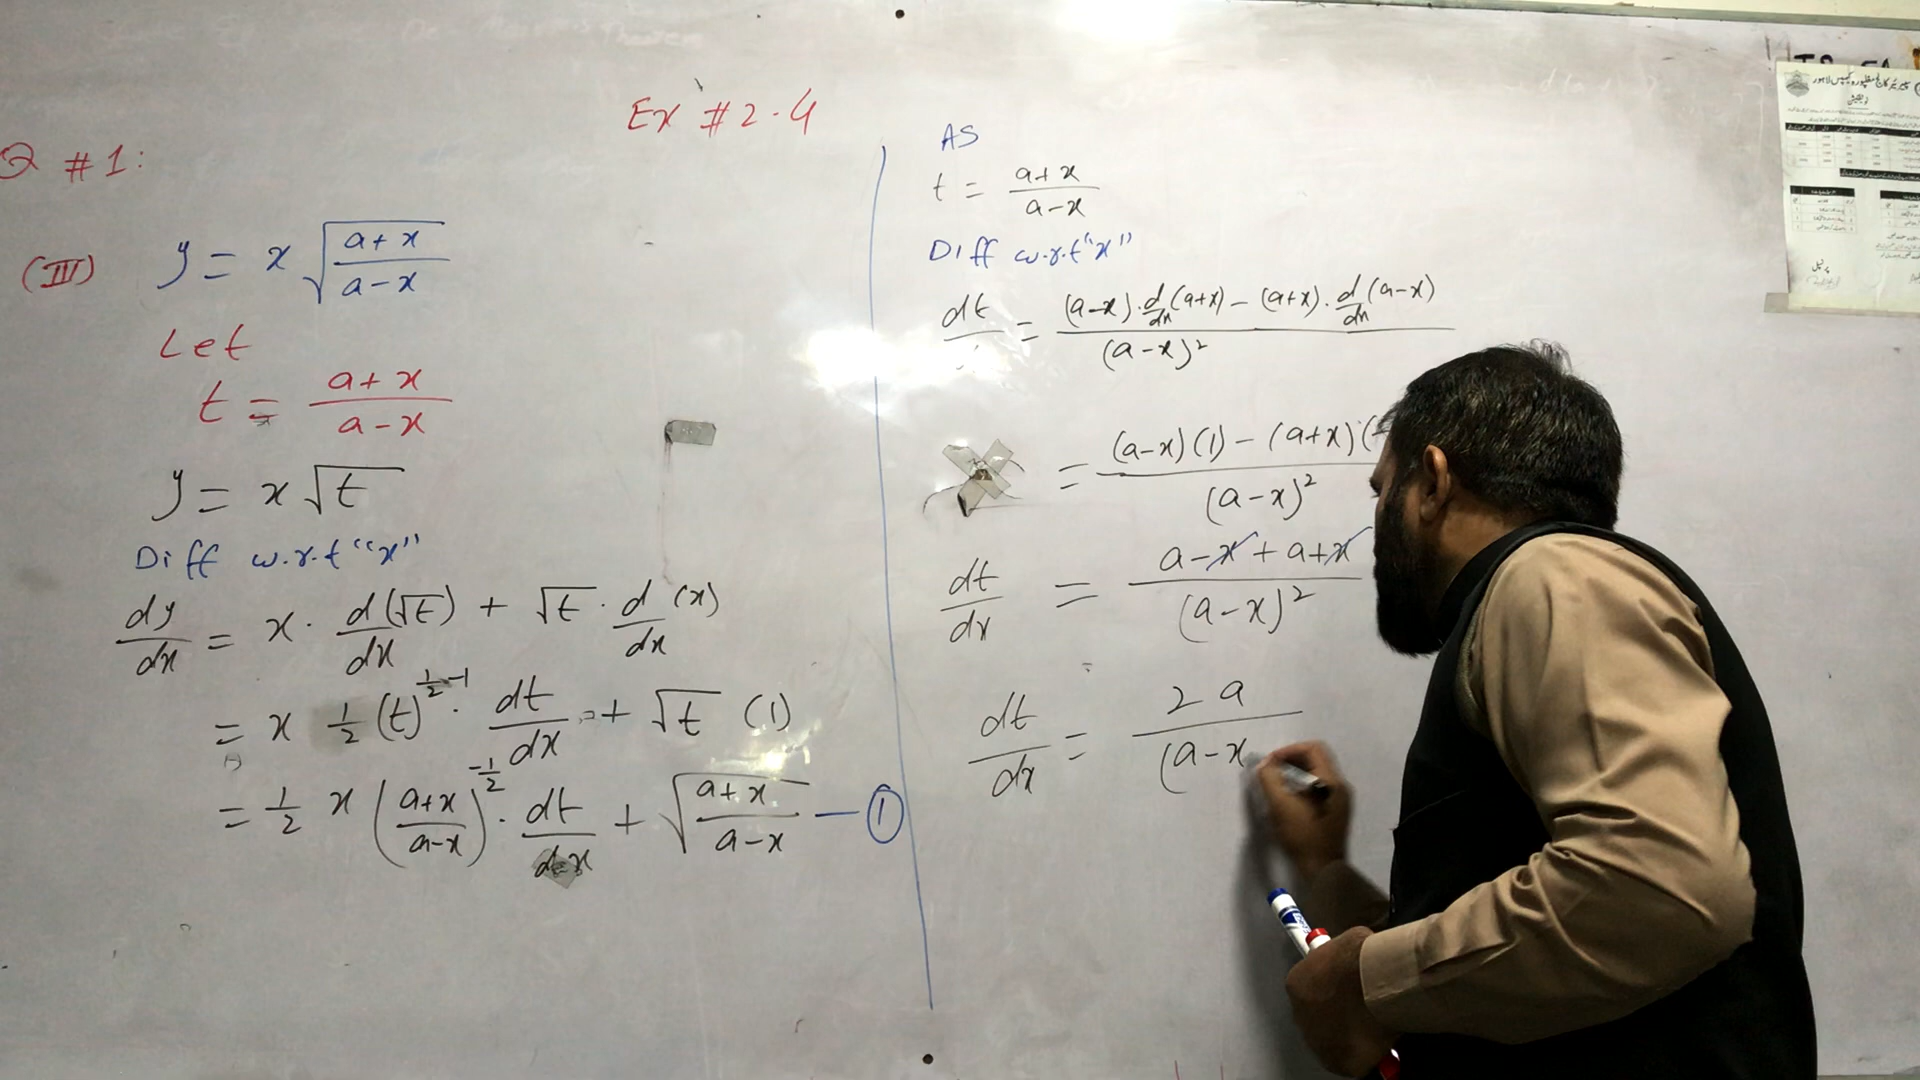 Ex # 2.4
Q # 1:
(III) y = x √((a+x)/(a-x))
Let
t = (a+x)/(a-x)
y = x √t
Diff w.r.t "x"
dy/dx = x · d(√t)/dx + √t · d/dx (x)
= x 1/2 (t)^(1/2 -1) · dt/dx + √t (1)
= 1/2 x ((a+x)/(a-x))^(-1/2) · dt/dx + √((a+x)/(a-x)) — ①
AS
t = (a+x)/(a-x)
Diff w.r.t "x"
dt = ((a-x) · d/dx (a+x) - (a+x) · d/dx (a-x))/(a-x)²
= ((a-x)(1) - (a+x)(-/(a-x)²
dt/dx = (a-x+a+x)/(a-x)²
dt/dx = 2a/(a-x